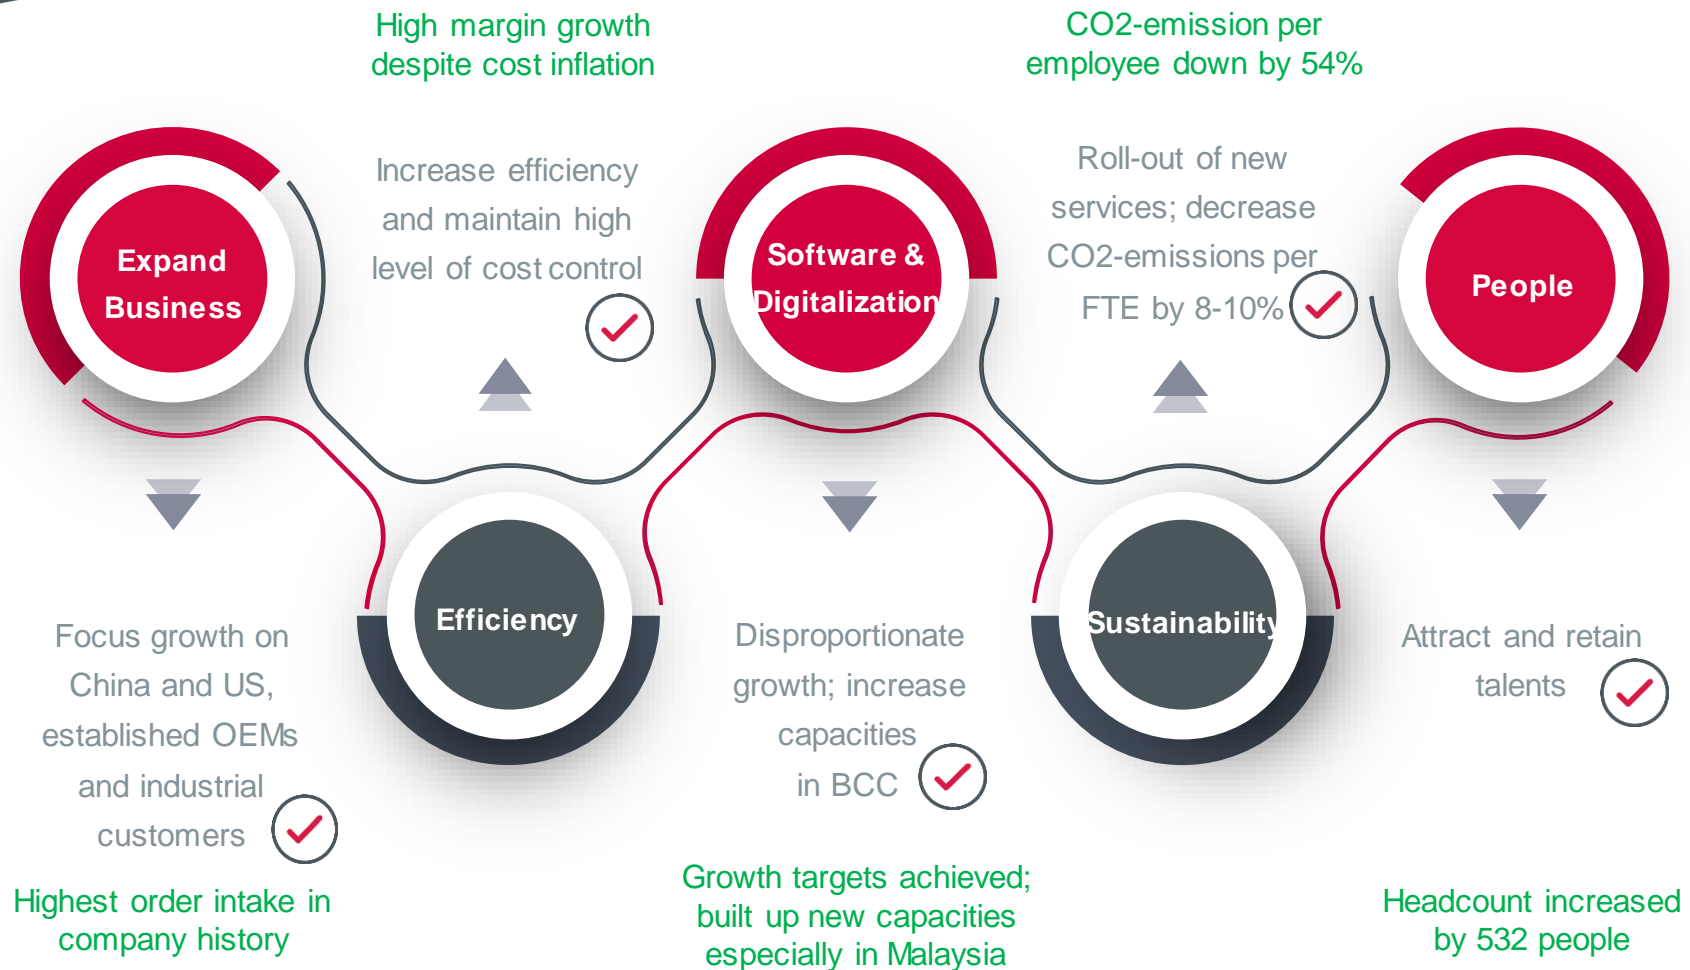 High margin growth
despite cost inflation
CO2-emission per
employee down by 54%
Increase efficiency
and maintain high
level of cost control
Roll-out of new
services; decrease
CO2-emissions per
FTE by 8-10%
Expand
Business
Software &
Digitalization
People
Efficiency
Sustainability
Focus growth on
China and US,
established OEMs
and industrial
customers
Disproportionate
growth; increase
capacities
in BCC
Attract and retain
talents
Highest order intake in
company history
Growth targets achieved;
built up new capacities
especially in Malaysia
Headcount increased
by 532 people